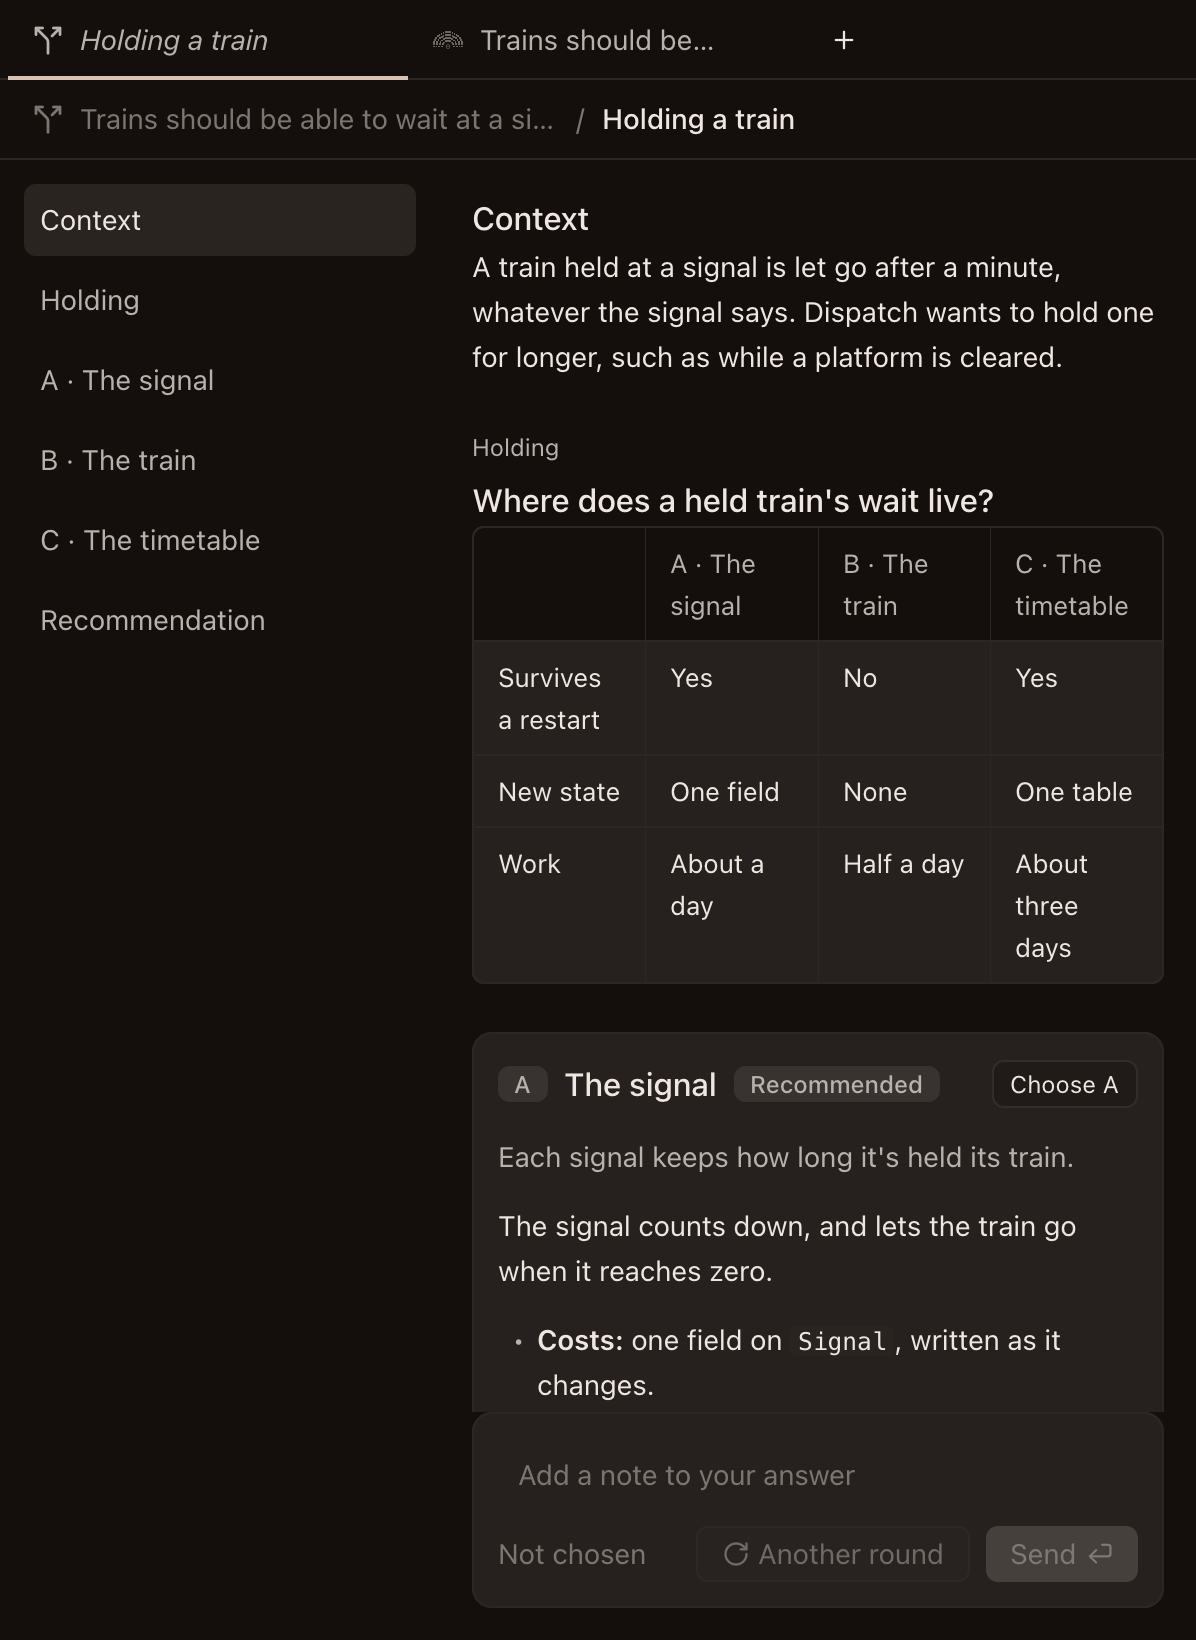 Holding a train
Trains should be...
+
Trains should be able to wait at a si... / Holding a train
Context
Holding
A · The signal
B · The train
C · The timetable
Recommendation
Context
A train held at a signal is let go after a minute,
whatever the signal says. Dispatch wants to hold one
for longer, such as while a platform is cleared.
Holding
Where does a held train's wait live?
A · The signal
B · The train
C · The timetable
Survives a restart
Yes
No
Yes
New state
One field
None
One table
Work
About a day
Half a day
About three days
A The signal Recommended Choose A
Each signal keeps how long it's held its train.
The signal counts down, and lets the train go
when it reaches zero.
• Costs: one field on Signal, written as it
changes.
Add a note to your answer
Not chosen
Another round
Send